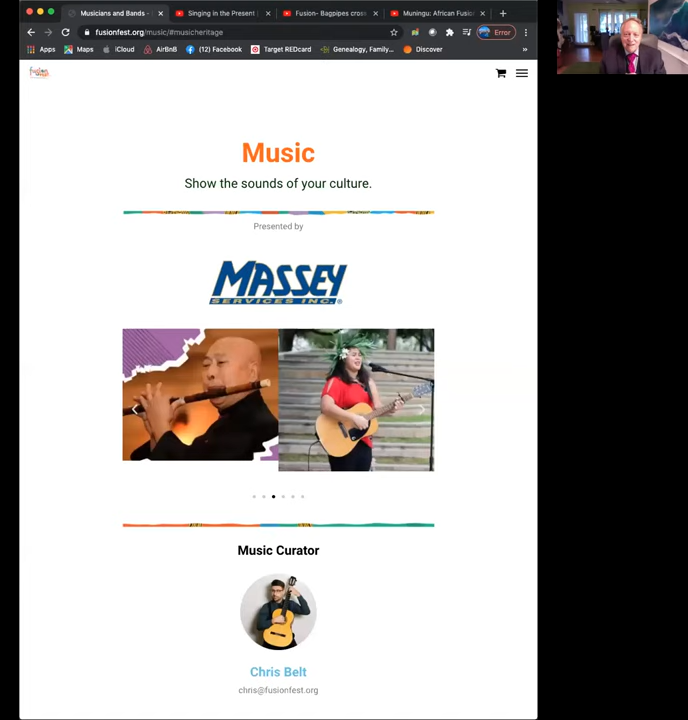 Musicians and Bands -
Singing in the Present
Fusion- Bagpipes cross
Muningu: African Fusion
fusionfest.org/music/#musicheritage
Error
Apps
Maps
iCloud
AirBnB
(12) Facebook
Target REDcard
Genealogy, Family...
Discover
Music
Show the sounds of your culture.
Presented by
MASSEY
SERVICES INC.®
Music Curator
Chris Belt
chris@fusionfest.org